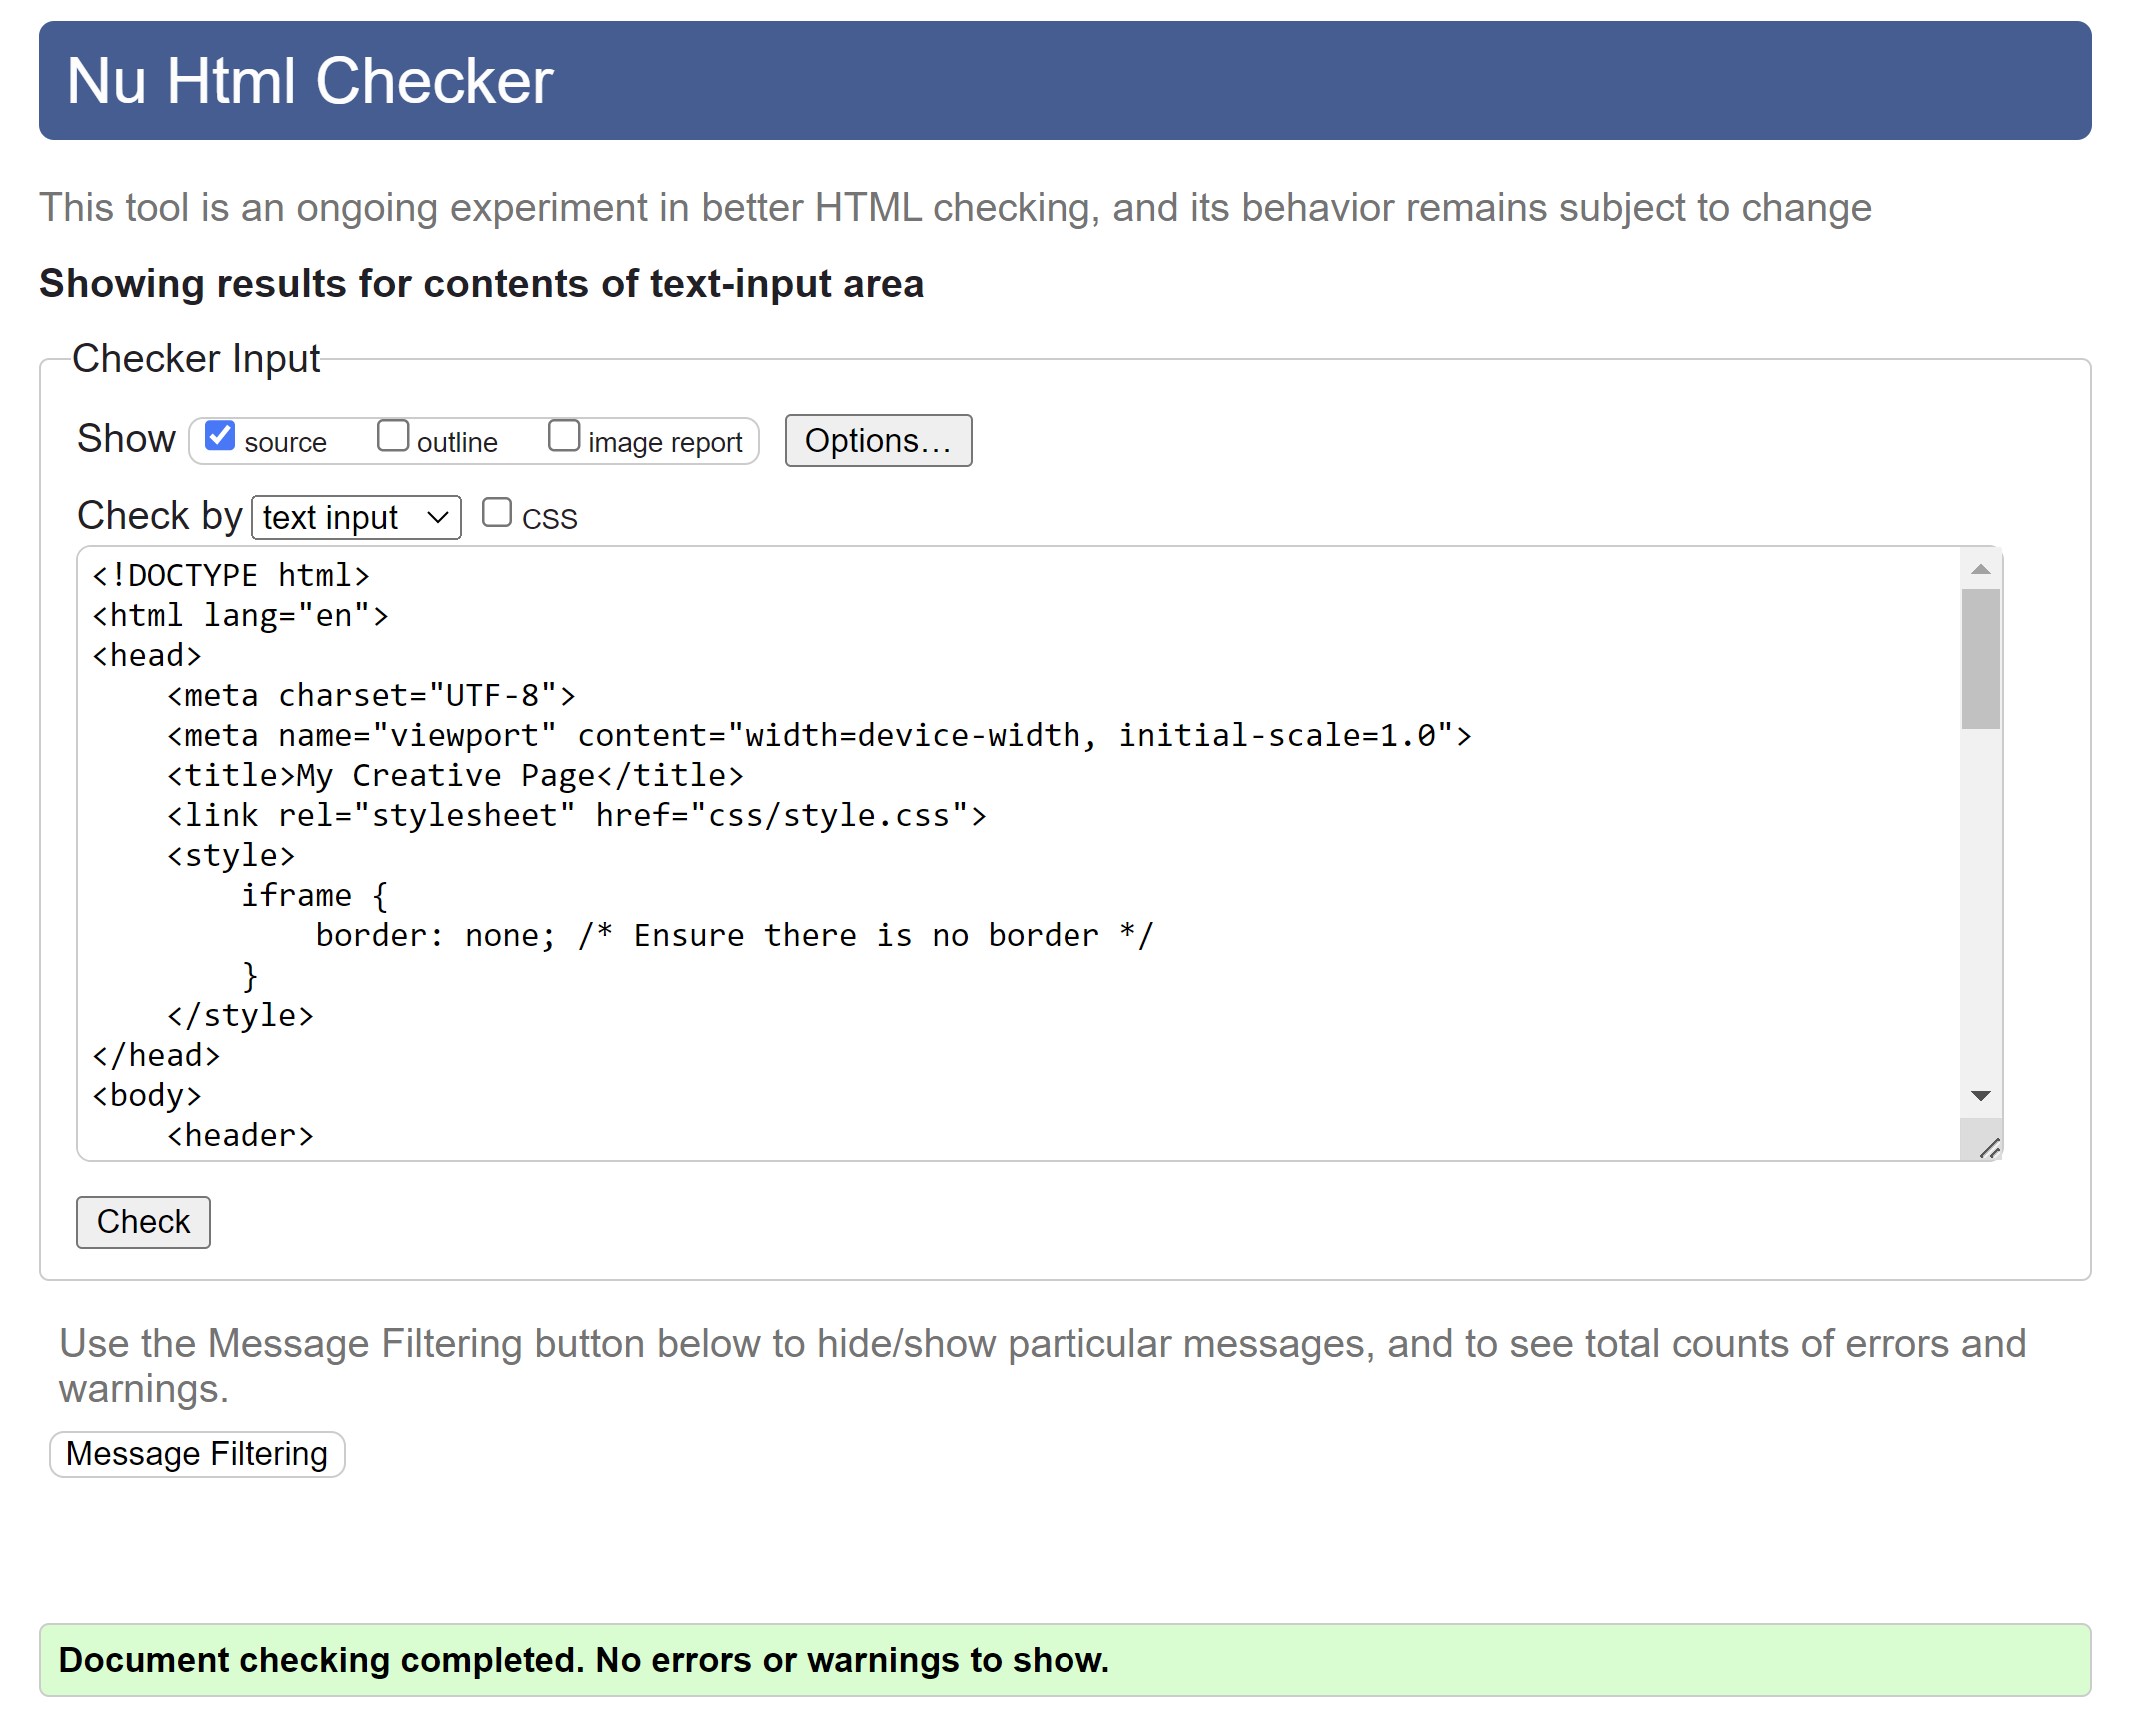 Nu Html Checker
This tool is an ongoing experiment in better HTML checking, and its behavior remains subject to change
Showing results for contents of text-input area
Checker Input
Show source outline image report Options…
Check by text input CSS
<!DOCTYPE html>
<html lang="en">
<head>
    <meta charset="UTF-8">
    <meta name="viewport" content="width=device-width, initial-scale=1.0">
    <title>My Creative Page</title>
    <link rel="stylesheet" href="css/style.css">
    <style>
        iframe {
            border: none; /* Ensure there is no border */
        }
    </style>
</head>
<body>
    <header>
Check
Use the Message Filtering button below to hide/show particular messages, and to see total counts of errors and
warnings.
Message Filtering
Document checking completed. No errors or warnings to show.